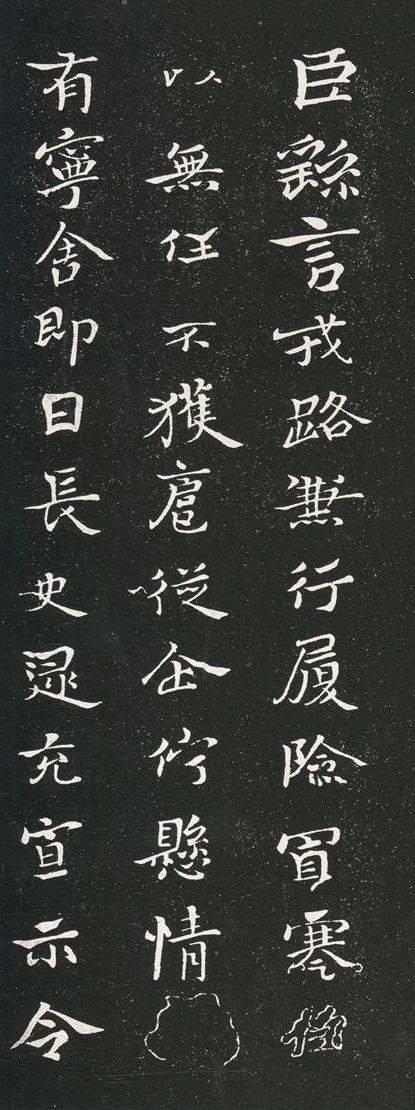 臣繇言戎路兼行履險冒寒
以無任不獲扈從企佇懸情
有寧舍即日長史逯充宣示令